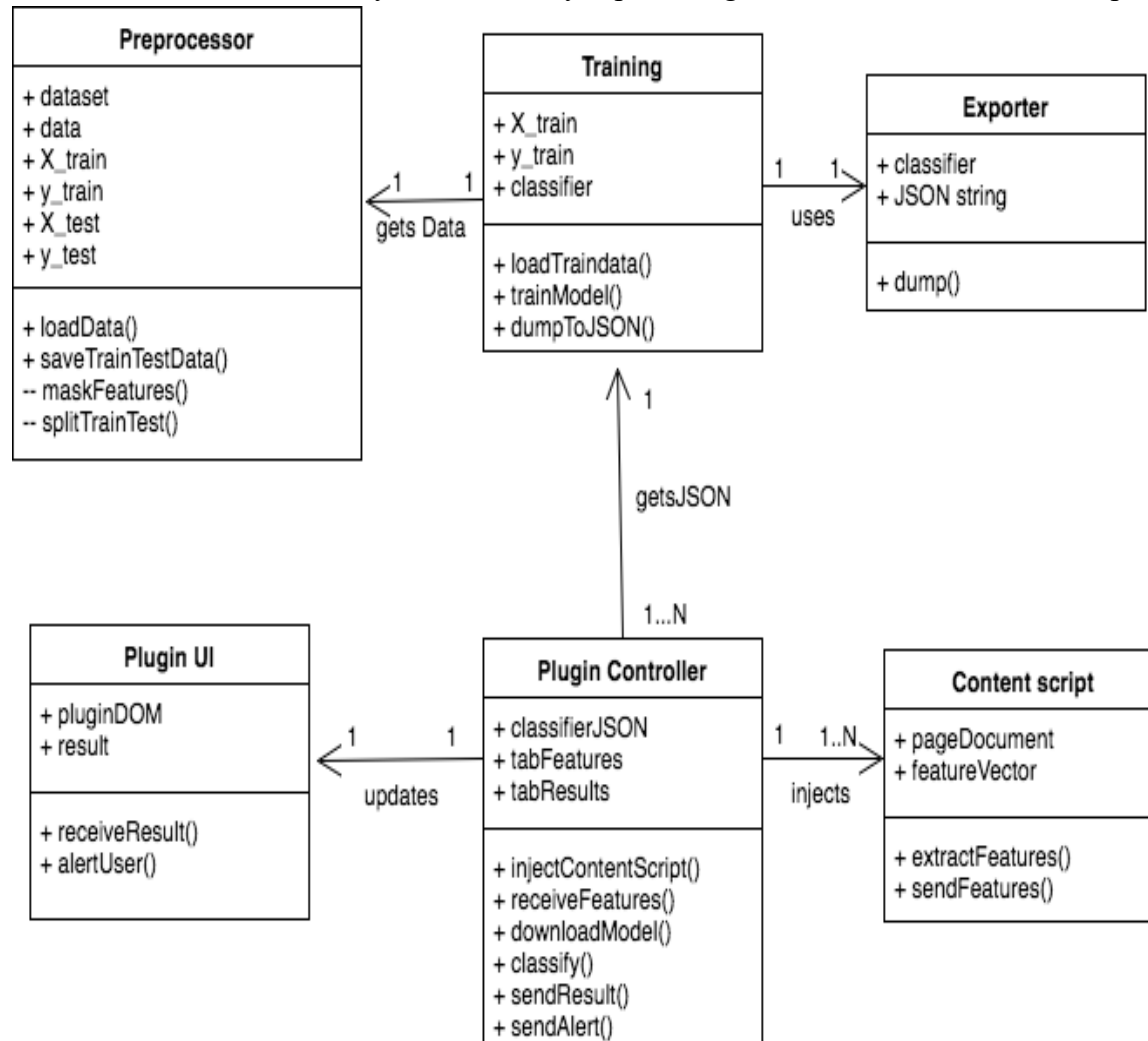 Preprocessor
+ dataset
+ data
+ X_train
+ y_train
+ X_test
+ y_test
+ loadData()
+ saveTrainTestData()
-- maskFeatures()
-- splitTrainTest()
1
1
gets Data
Training
+ X_train
+ y_train
+ classifier
+ loadTraindata()
+ trainModel()
+ dumpToJSON()
1
1
uses
Exporter
+ classifier
+ JSON string
+ dump()
1
getsJSON
1...N
Plugin UI
+ pluginDOM
+ result
+ receiveResult()
+ alertUser()
1
1
updates
Plugin Controller
+ classifierJSON
+ tabFeatures
+ tabResults
+ injectContentScript()
+ receiveFeatures()
+ downloadModel()
+ classify()
+ sendResult()
+ sendAlert()
1
1..N
injects
Content script
+ pageDocument
+ featureVector
+ extractFeatures()
+ sendFeatures()